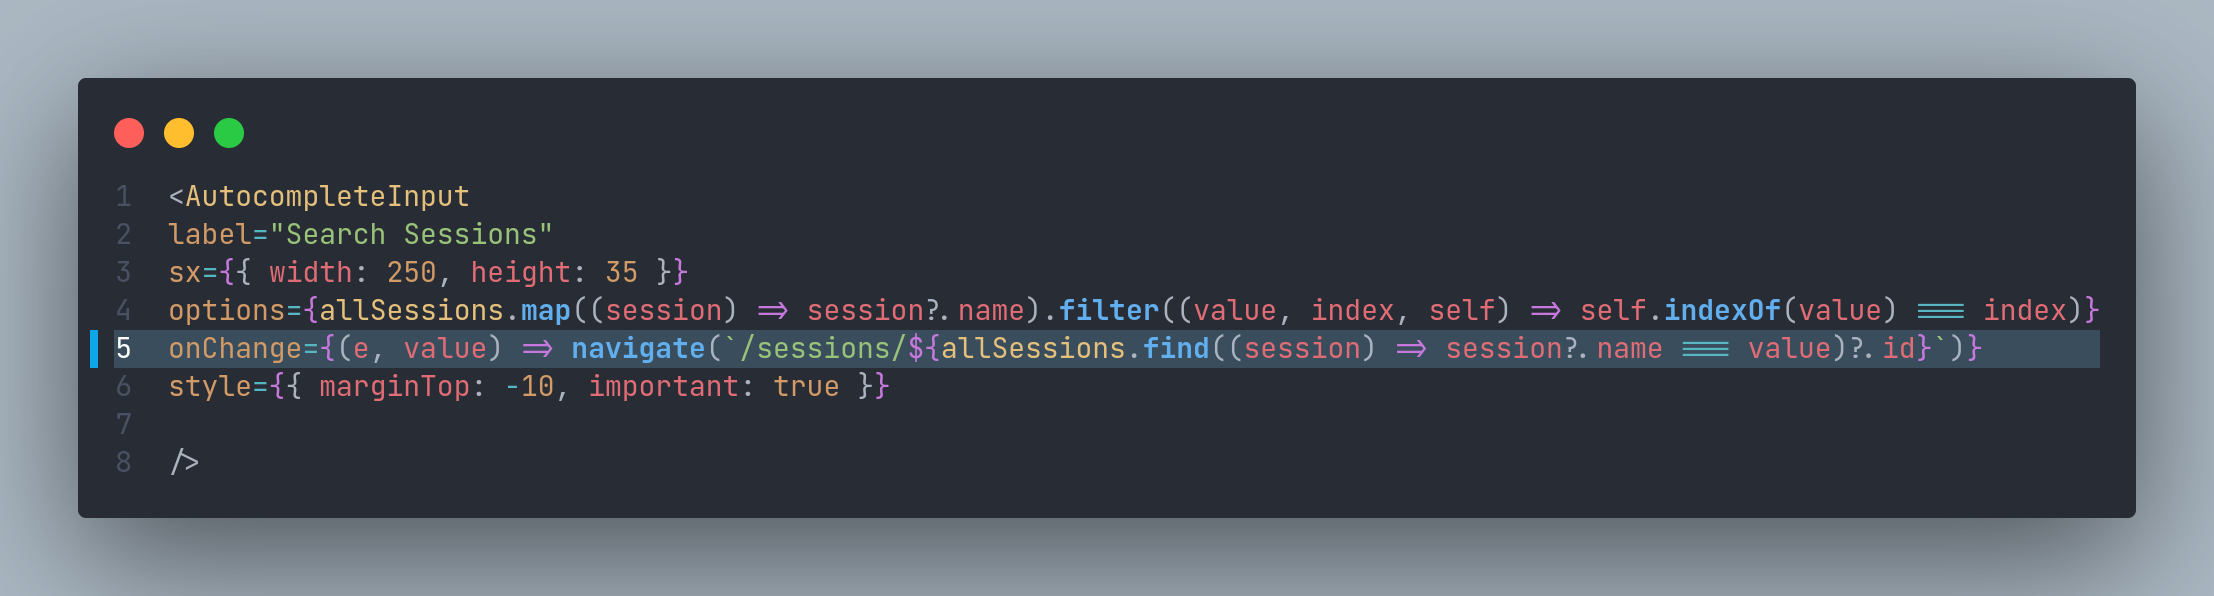 1 <AutocompleteInput
2 label="Search Sessions"
3 sx={{ width: 250, height: 35 }}
4 options={allSessions.map((session) => session?.name).filter((value, index, self) => self.indexOf(value) === index)}
5 onChange={(e, value) => navigate(`/sessions/${allSessions.find((session) => session?.name === value)?.id}`)}
6 style={{ marginTop: -10, important: true }}
7
8 />